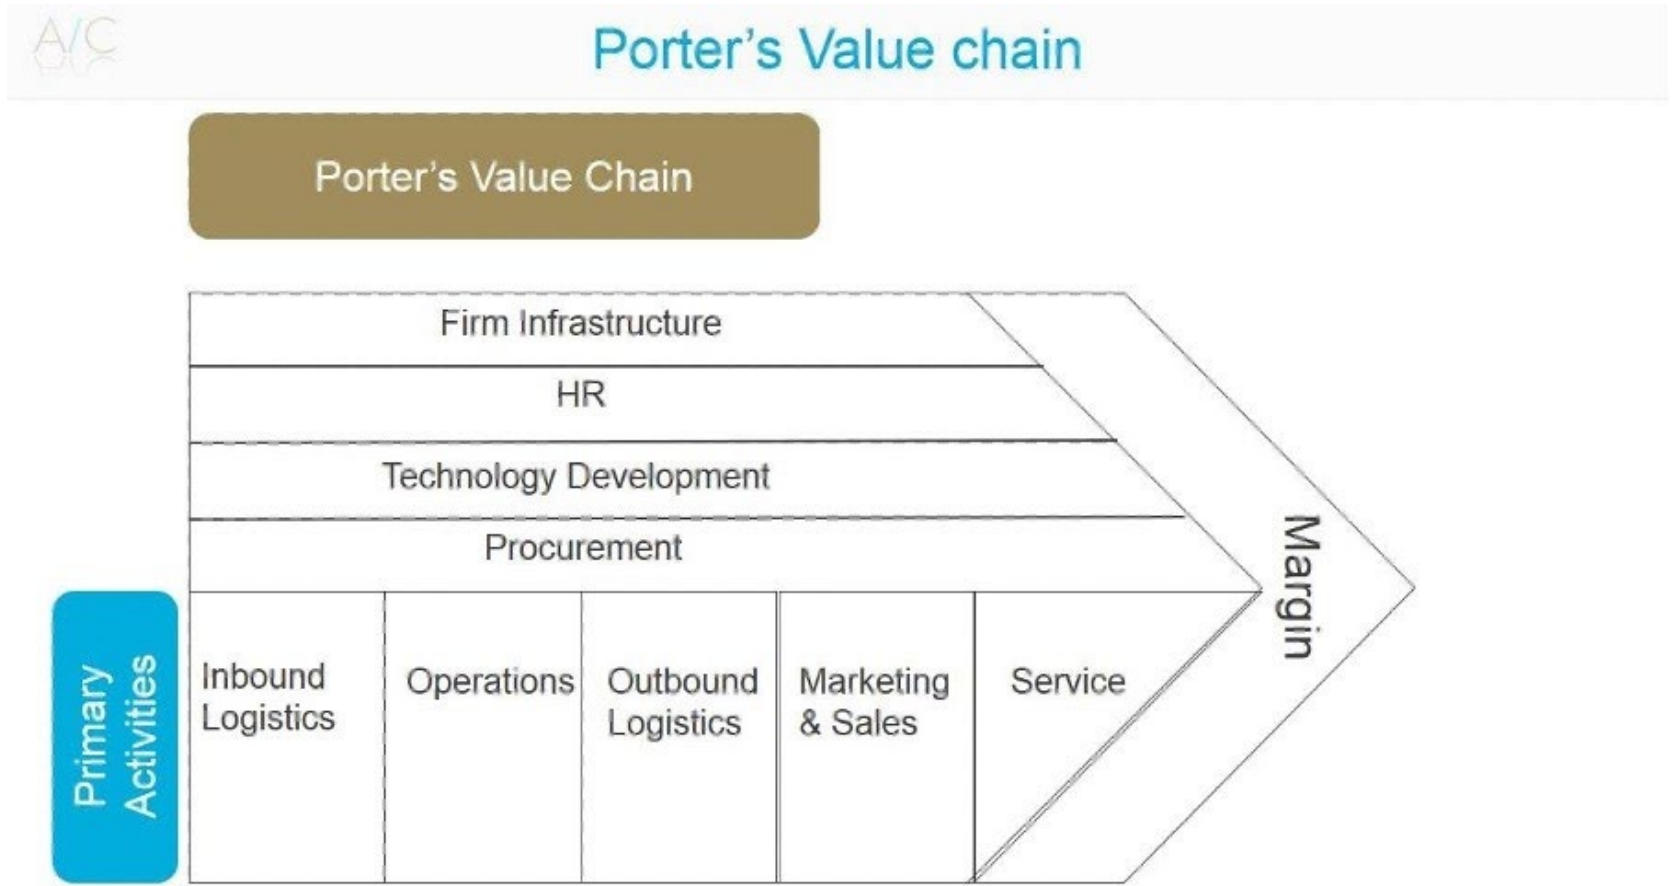 A/C
Porter's Value chain
Porter's Value Chain
Firm Infrastructure
HR
Technology Development
Procurement
Primary
Activities
Inbound
Logistics
Operations
Outbound
Logistics
Marketing
& Sales
Service
Margin